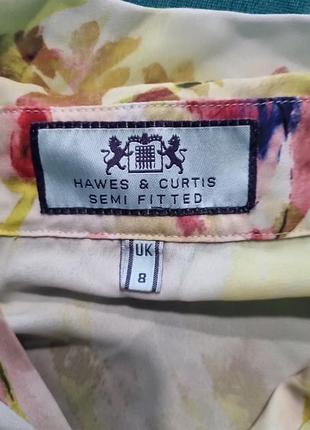 HAWES & CURTIS
SEMI FITTED
UK
8